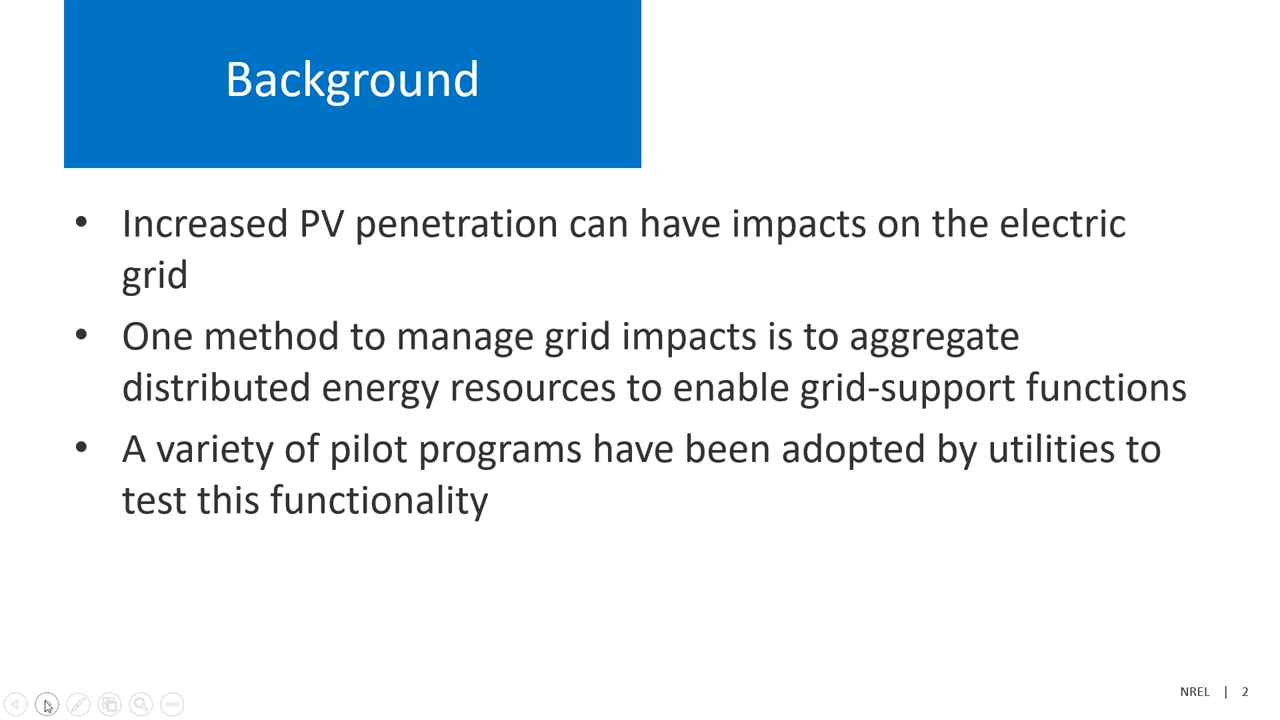 Background
• Increased PV penetration can have impacts on the electric
grid
• One method to manage grid impacts is to aggregate
distributed energy resources to enable grid-support functions
• A variety of pilot programs have been adopted by utilities to
test this functionality
NREL | 2